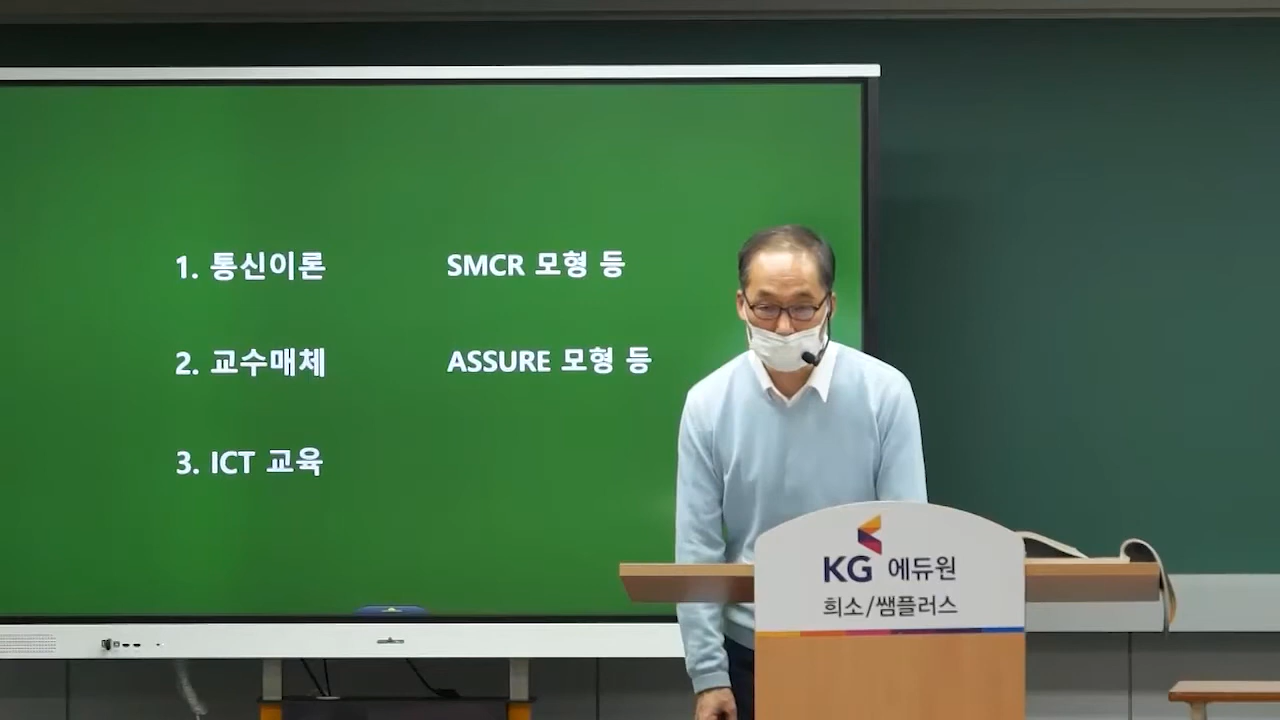 1. 통신이론 SMCR 모형 등
2. 교수매체 ASSURE 모형 등
3. ICT 교육
KG 에듀원
희소/쌤플러스